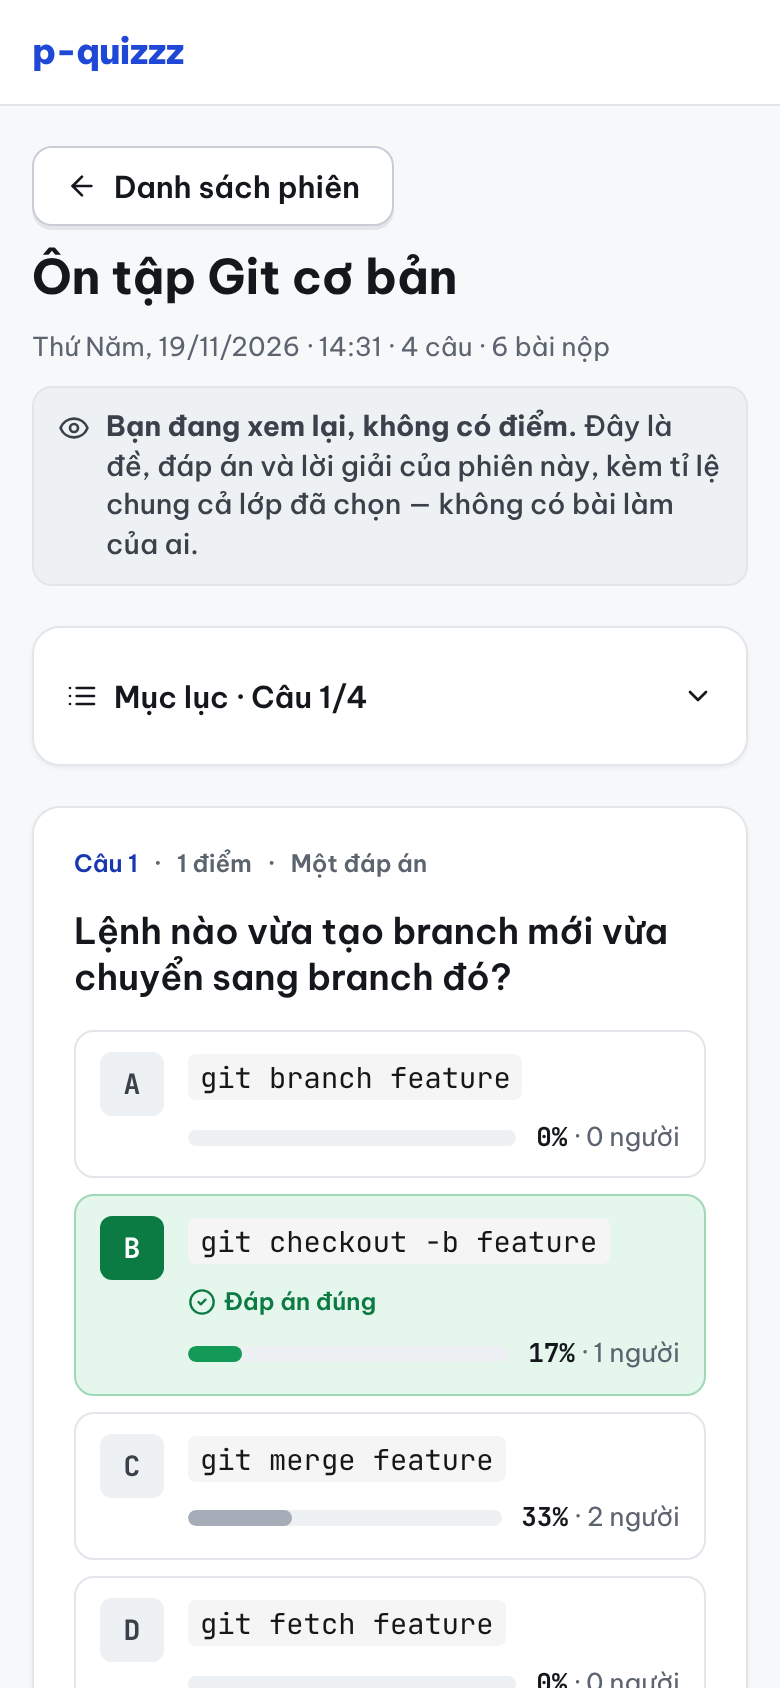 p-quizzz
Danh sách phiên
Ôn tập Git cơ bản
Thứ Năm, 19/11/2026 · 14:31 · 4 câu · 6 bài nộp
Bạn đang xem lại, không có điểm. Đây là
đề, đáp án và lời giải của phiên này, kèm tỉ lệ
chung cả lớp đã chọn — không có bài làm
của ai.
Mục lục · Câu 1/4
Câu 1 · 1 điểm · Một đáp án
Lệnh nào vừa tạo branch mới vừa
chuyển sang branch đó?
A git branch feature
0% · 0 người
B git checkout -b feature
Đáp án đúng
17% · 1 người
C git merge feature
33% · 2 người
D git fetch feature
0% · 0 người